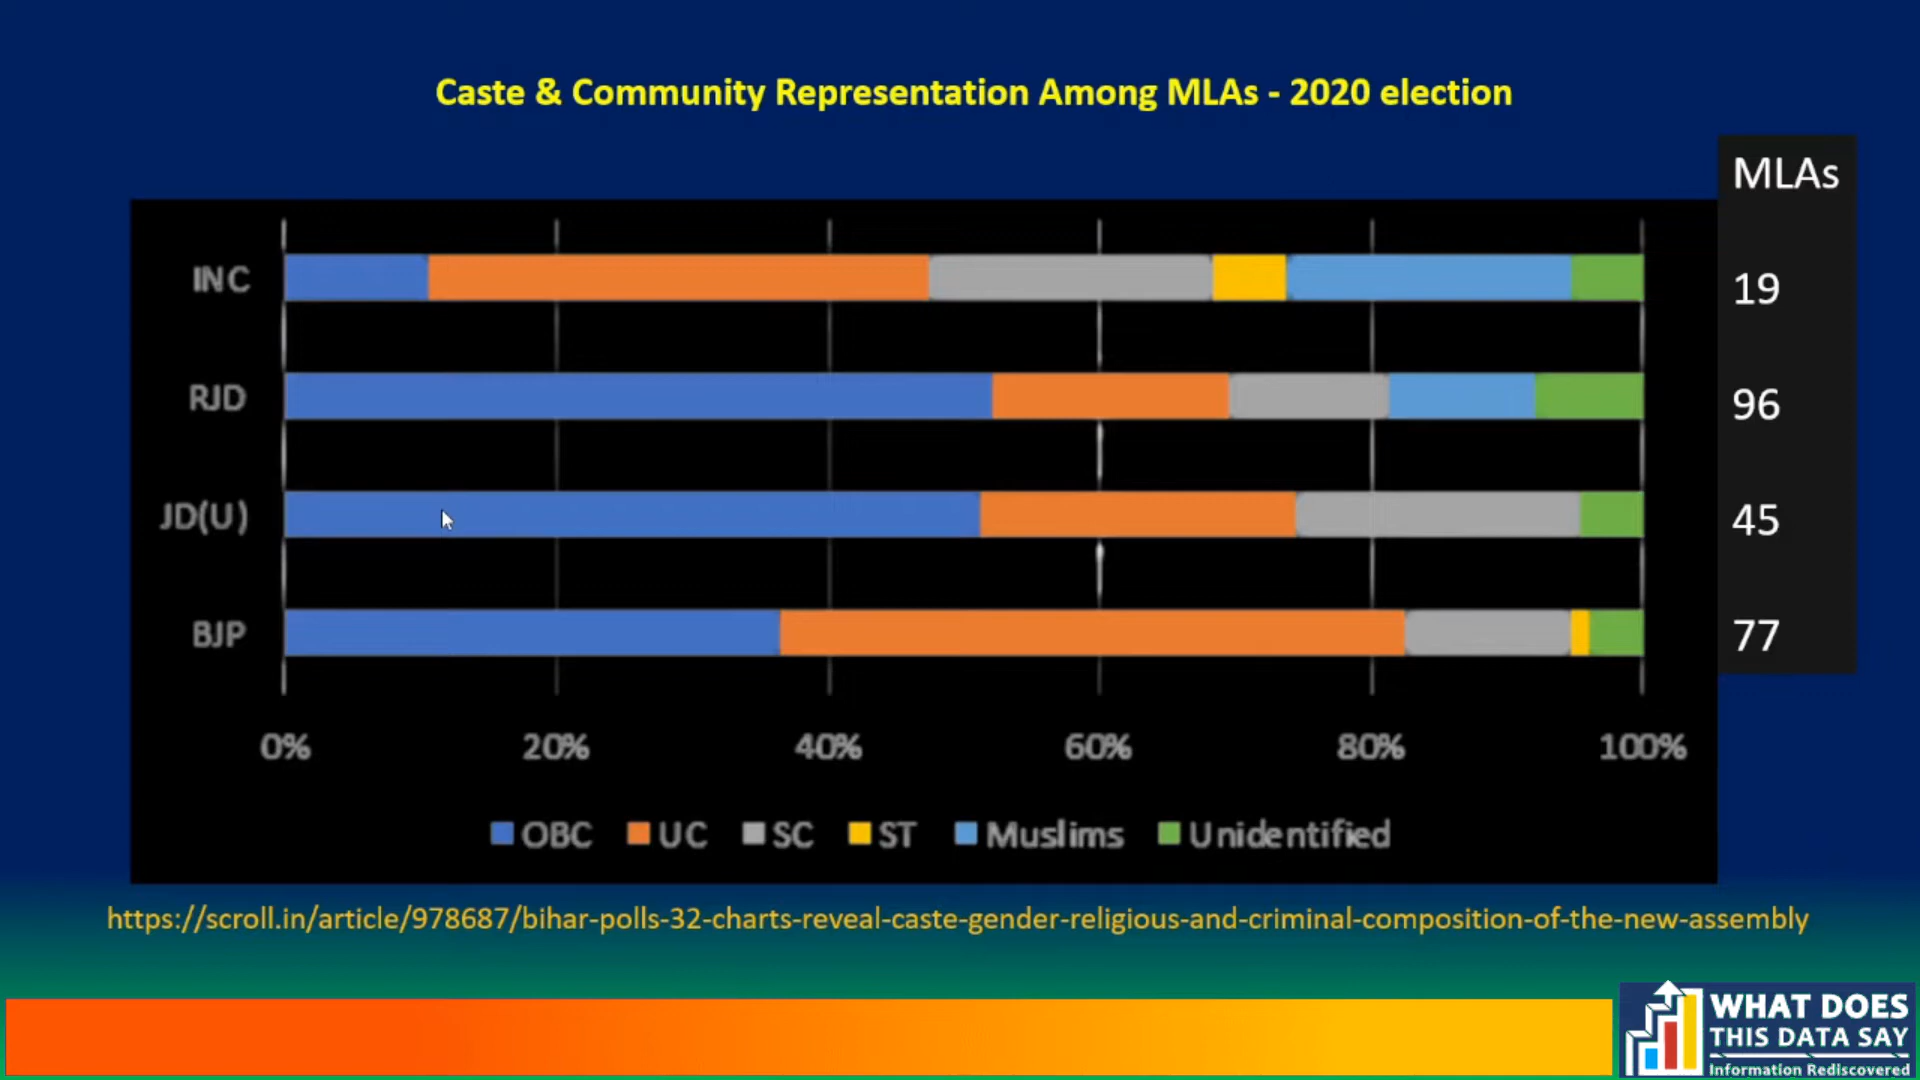 Caste & Community Representation Among MLAs - 2020 election
MLAs
INC
19
RJD
96
JD(U)
45
BJP
77
0% 20% 40% 60% 80% 100%
OBC UC SC ST Muslims Unidentified
https://scroll.in/article/978687/bihar-polls-32-charts-reveal-caste-gender-religious-and-criminal-composition-of-the-new-assembly
WHAT DOES
THIS DATA SAY
Information Rediscovered